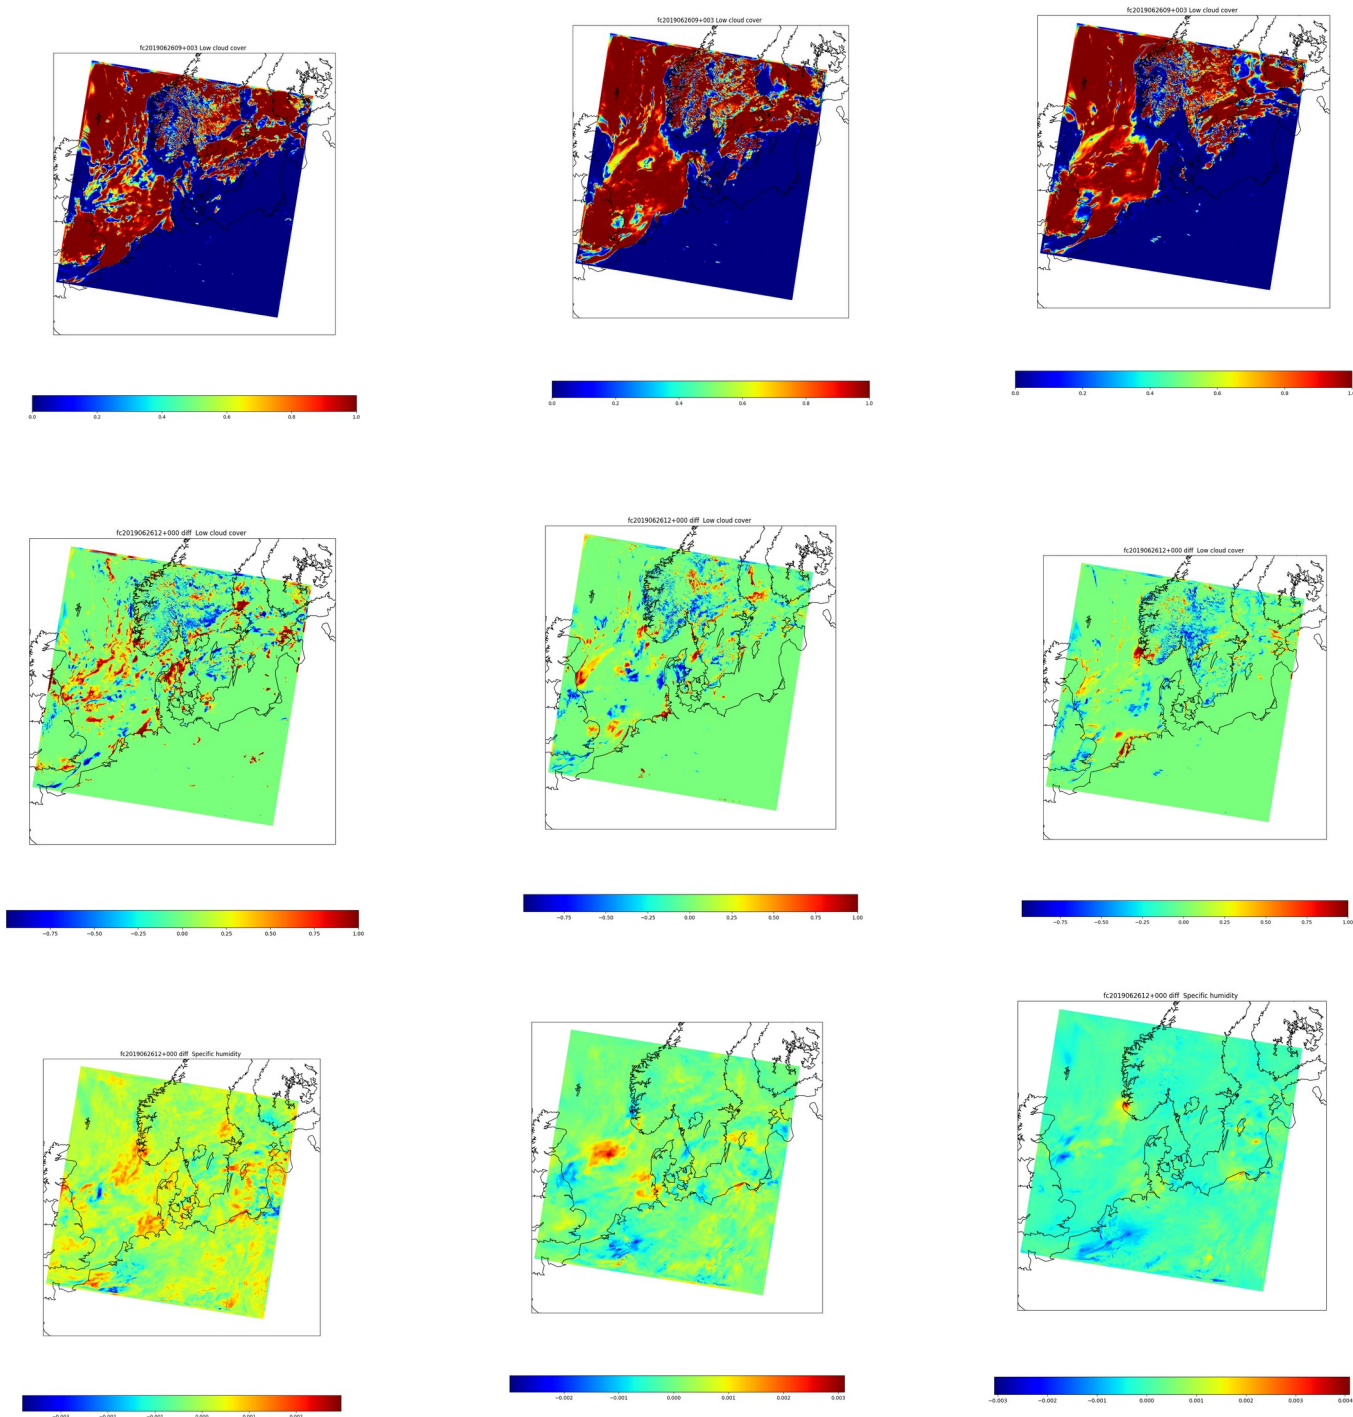 fc2019062609+003 Low cloud cover
fc2019062609+003 Low cloud cover
fc2019062609+003 Low cloud cover
0.0 0.2 0.4 0.6 0.8 1.0
0.0 0.2 0.4 0.6 0.8 1.0
0.0 0.2 0.4 0.6 0.8
fc2019062612+000 diff Low cloud cover
fc2019062612+000 diff Low cloud cover
fc2019062612+000 diff Low cloud cover
−0.75 −0.50 −0.25 0.00 0.25 0.50 0.75 1.00
−0.75 −0.50 −0.25 0.00 0.25 0.50 0.75 1.00
−0.75 −0.50 −0.25 0.00 0.25 0.50 0.75 1.00
fc2019062612+000 diff Specific humidity
fc2019062612+000 diff Specific humidity
−0.002 −0.001 0.000 0.001 0.002 0.003
−0.003 −0.002 −0.001 0.000 0.001 0.002 0.003 0.004